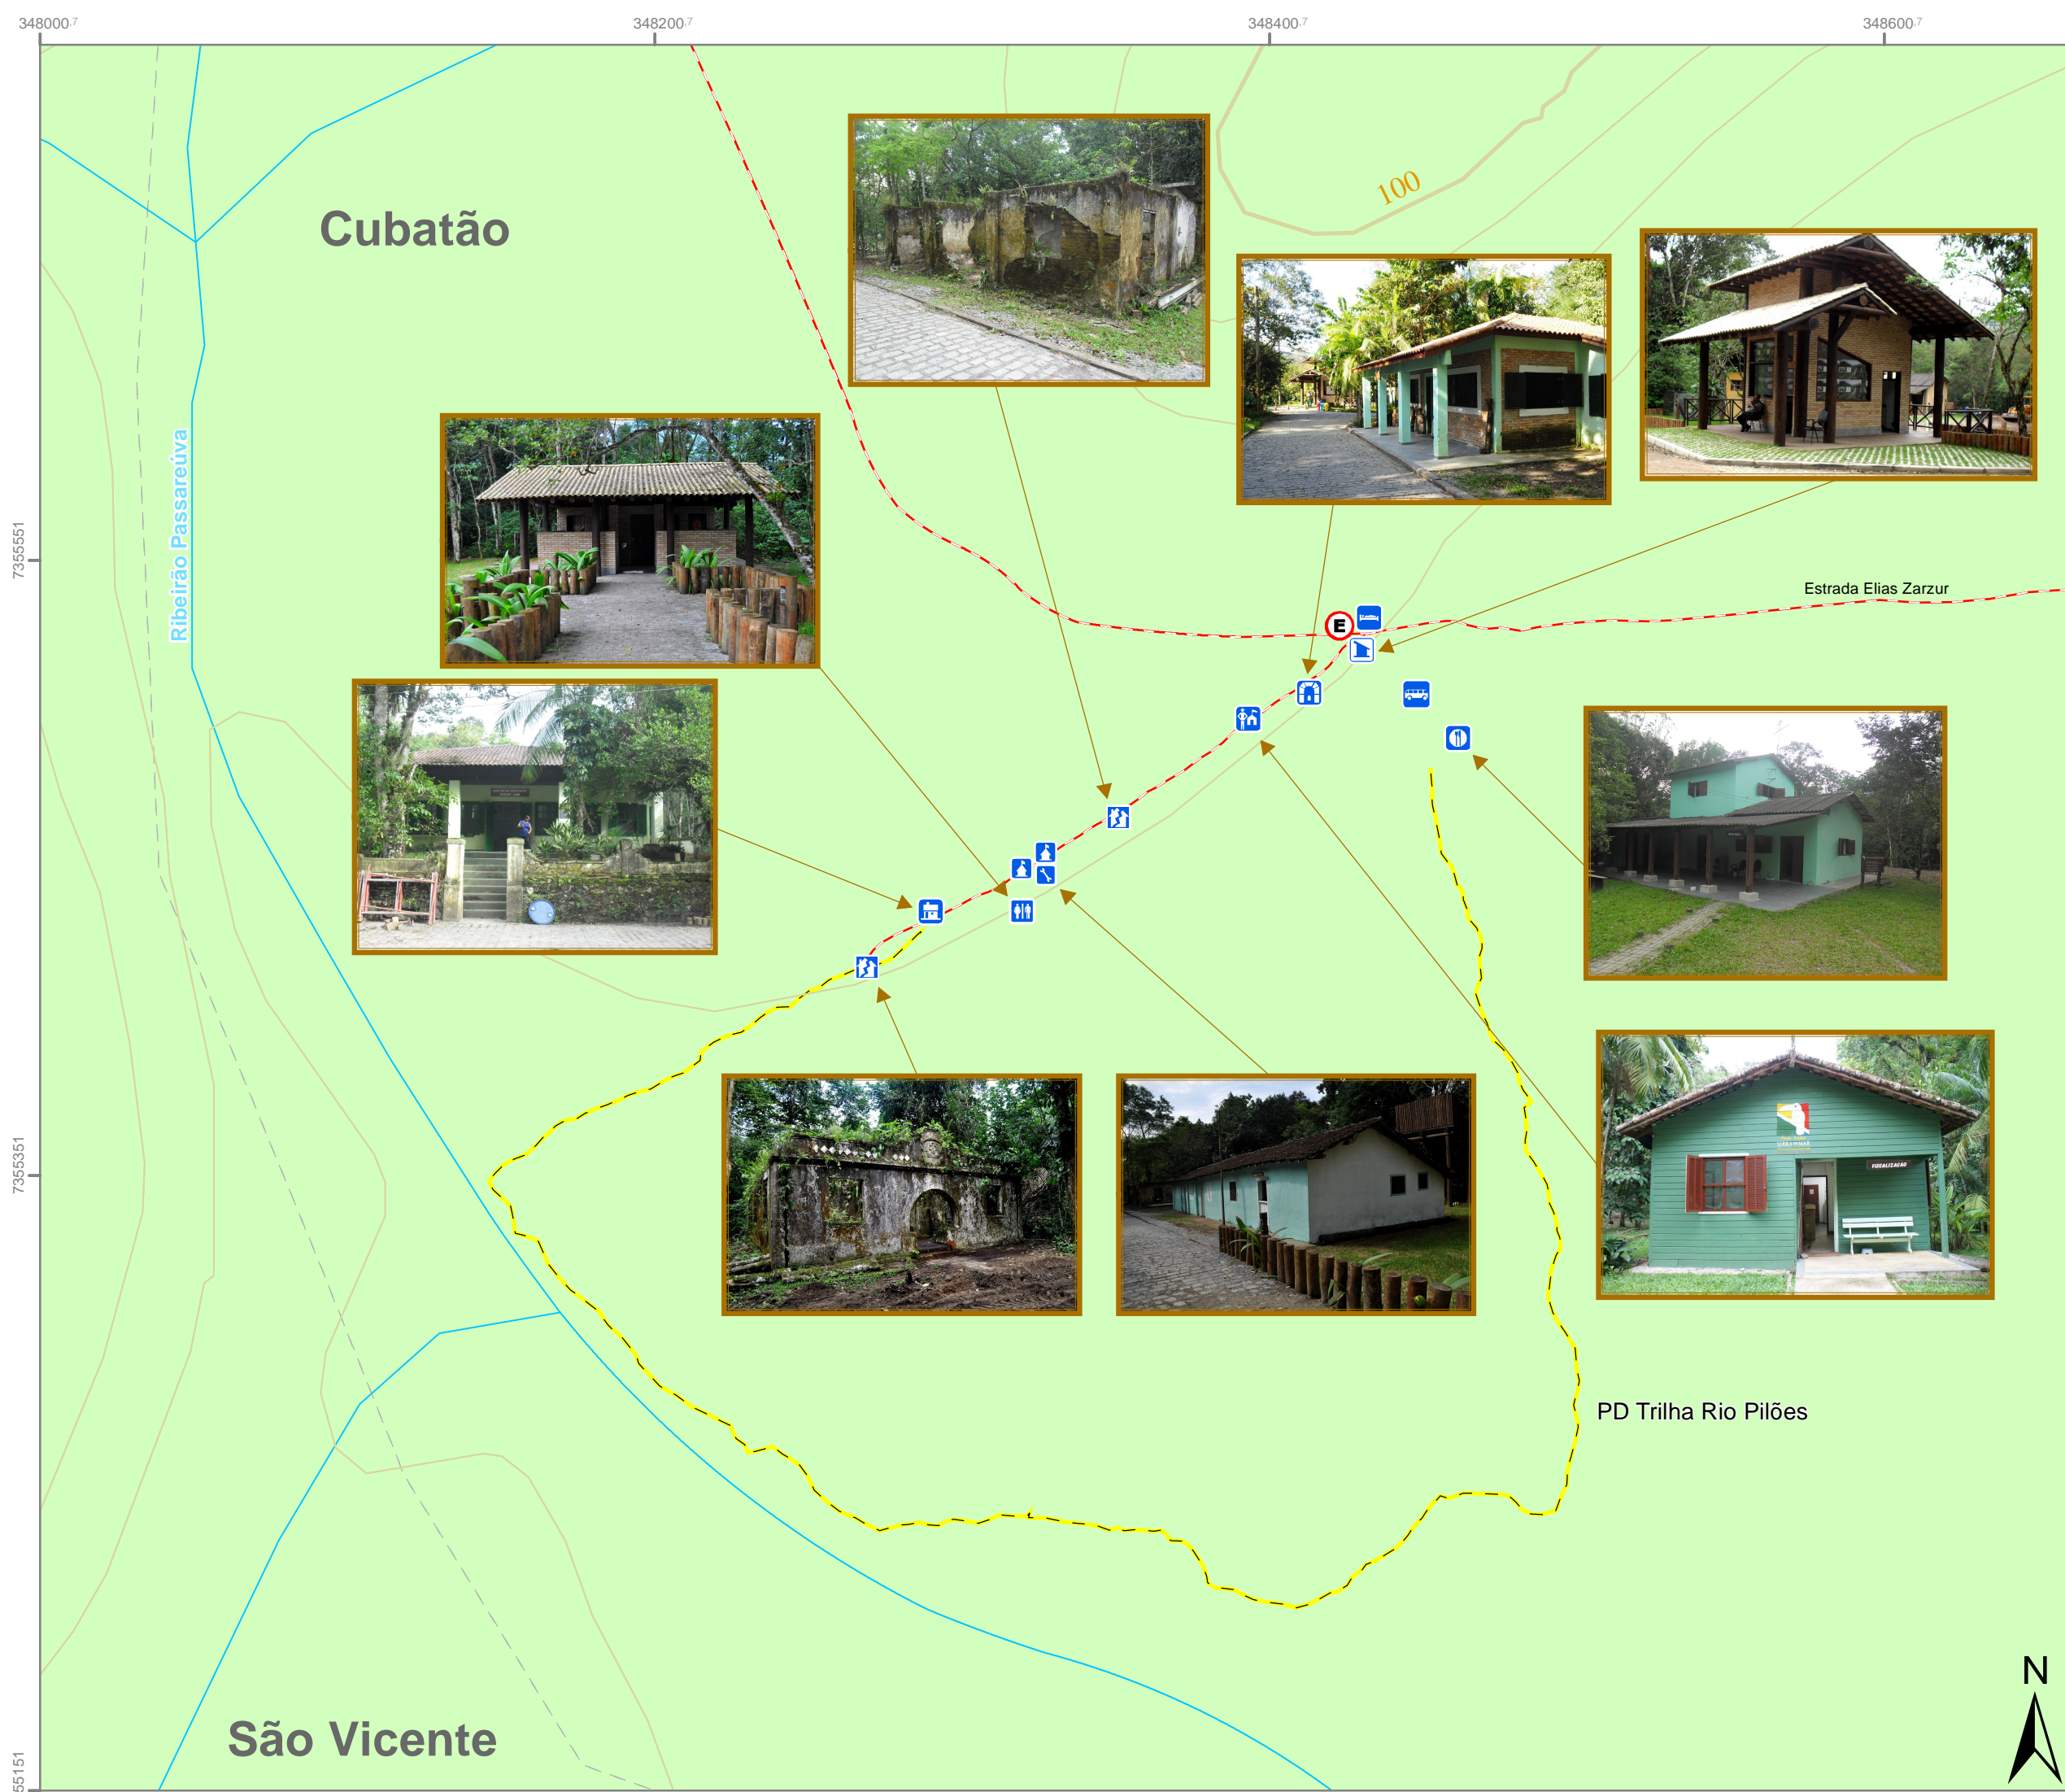 348000,7
348200,7
348400,7
348600,7
100
Cubatão
7355551
Ribeirão Passareúva
Estrada Elias Zarzur
E
7355351
FISCALIZAÇÃO
PD Trilha Rio Pilões
N
São Vicente
55151